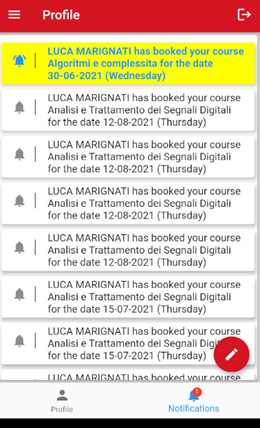 Profile
LUCA MARIGNATI has booked your course
Algoritmi e complessita for the date
30-06-2021 (Wednesday)
LUCA MARIGNATI has booked your course
Analisi e Trattamento dei Segnali Digitali
for the date 12-08-2021 (Thursday)
LUCA MARIGNATI has booked your course
Analisi e Trattamento dei Segnali Digitali
for the date 12-08-2021 (Thursday)
LUCA MARIGNATI has booked your course
Analisi e Trattamento dei Segnali Digitali
for the date 12-08-2021 (Thursday)
LUCA MARIGNATI has booked your course
Analisi e Trattamento dei Segnali Digitali
for the date 12-08-2021 (Thursday)
LUCA MARIGNATI has booked your course
Analisi e Trattamento dei Segnali Digitali
for the date 15-07-2021 (Thursday)
LUCA MARIGNATI has booked your course
Analisi e Trattamento dei Segnali Digitali
for the date 15-07-2021 (Thursday)
LUCA MARIGNATI has booked your course
1
Profile
Notifications